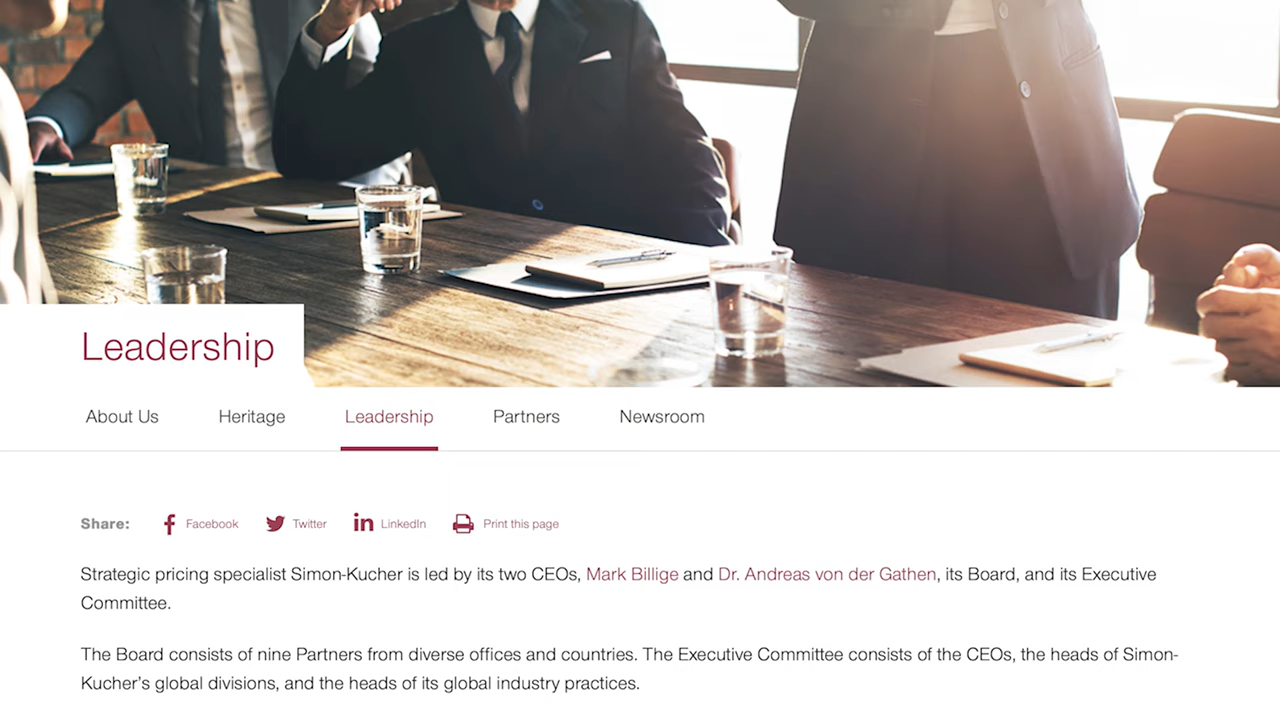 Leadership
About Us Heritage Leadership Partners Newsroom
Share: Facebook Twitter LinkedIn Print this page
Strategic pricing specialist Simon-Kucher is led by its two CEOs, Mark Billige and Dr. Andreas von der Gathen, its Board, and its Executive
Committee.
The Board consists of nine Partners from diverse offices and countries. The Executive Committee consists of the CEOs, the heads of Simon-
Kucher’s global divisions, and the heads of its global industry practices.